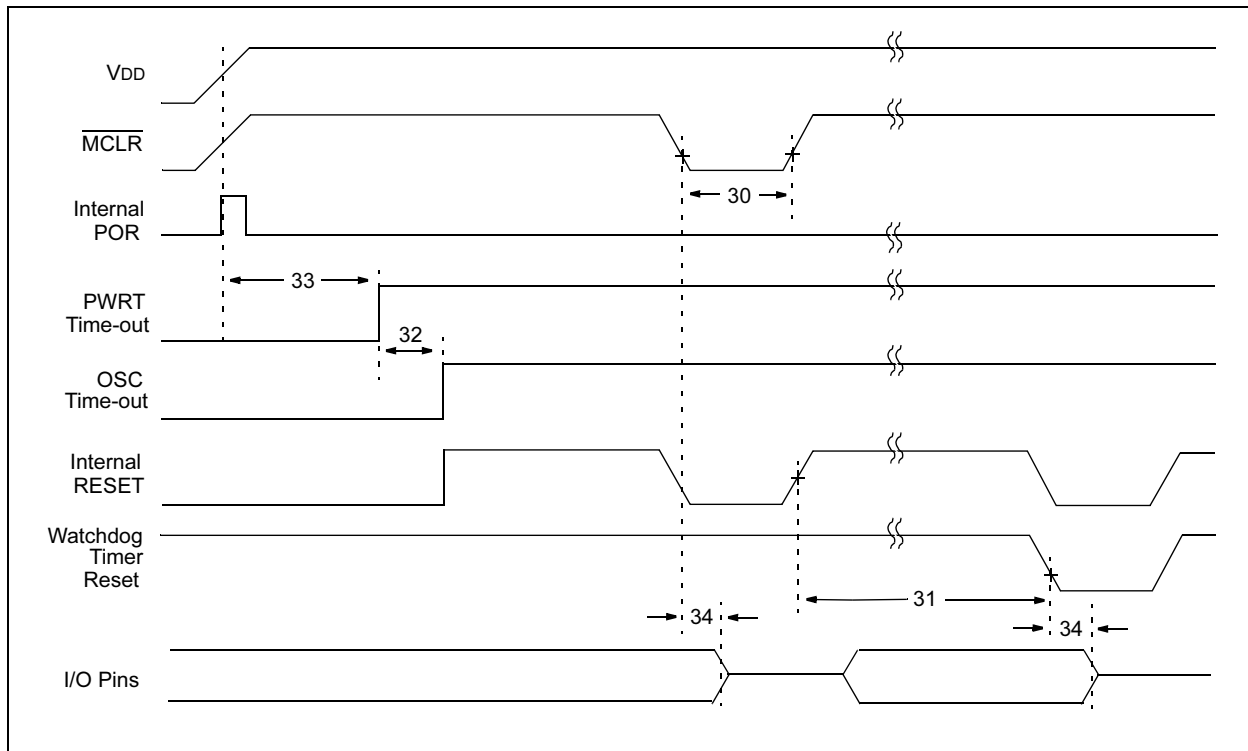 VDD
MCLR
30
Internal
POR
33
PWRT
Time-out
32
OSC
Time-out
Internal
RESET
Watchdog
Timer
Reset
31
34
34
I/O Pins